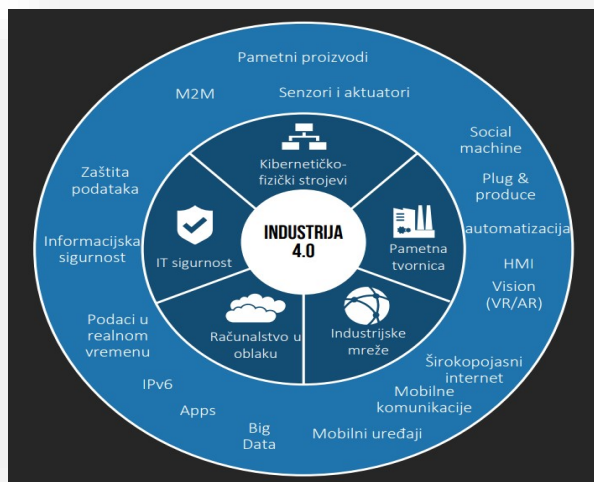 Pametni proizvodi
M2M
Senzori i aktuatori
Social
machine
Plug &
produce
automatizacija
HMI
Vision
(VR/AR)
Širokopojasni
internet
Mobilne
komunikacije
Mobilni uređaji
Big
Data
Apps
IPv6
Podaci u
realnom
vremenu
Informacijska
sigurnost
Zaštita
podataka
Kibernetičko-
fizički strojevi
Pametna
tvornica
Industrijske
mreže
Računalstvo u
oblaku
IT sigurnost
INDUSTRIJA
4.0